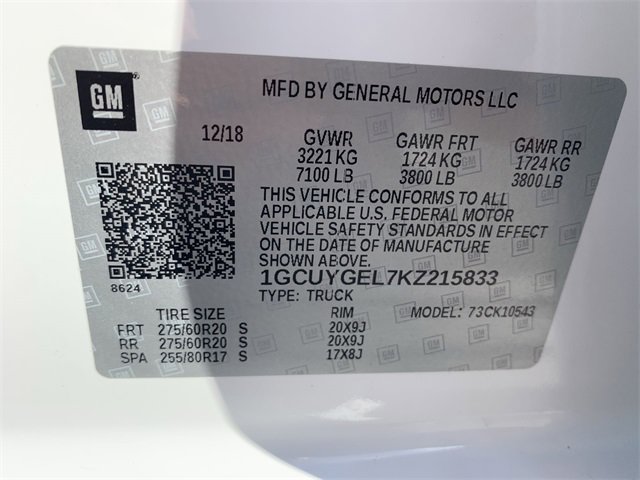 GM
MFD BY GENERAL MOTORS LLC
12/18 GVWR GAWR FRT GAWR RR
3221 KG 1724 KG 1724 KG
7100 LB 3800 LB 3800 LB
THIS VEHICLE CONFORMS TO ALL
APPLICABLE U.S. FEDERAL MOTOR
VEHICLE SAFETY STANDARDS IN EFFECT
ON THE DATE OF MANUFACTURE
SHOWN ABOVE.
8624 1GCUYGEL7KZ215833
TYPE: TRUCK MODEL: 73CK10543
TIRE SIZE RIM
FRT 275/60R20 S 20X9J
RR 275/60R20 S 20X9J
SPA 255/80R17 S 17X8J